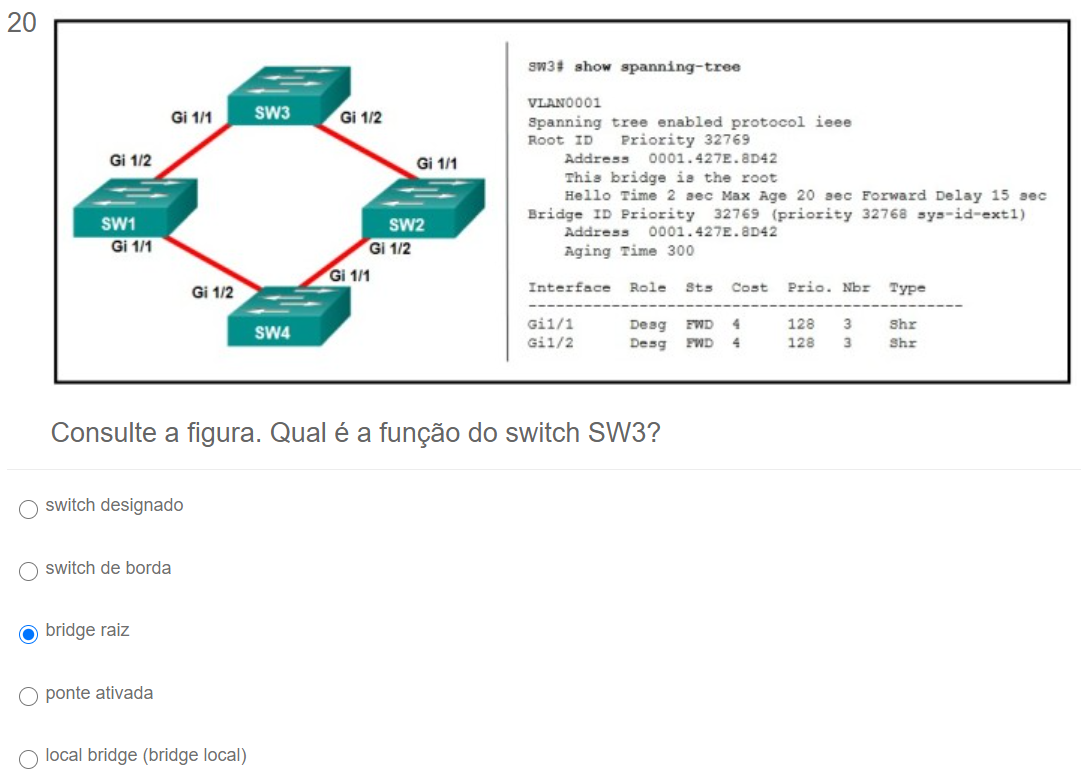 20
SW3
Gi 1/1
Gi 1/2
Gi 1/2
Gi 1/1
SW1
SW2
Gi 1/1
Gi 1/2
Gi 1/2
Gi 1/1
SW4
SW3# show spanning-tree
VLAN0001
Spanning tree enabled protocol ieee
Root ID Priority 32769
Address 0001.427E.8D42
This bridge is the root
Hello Time 2 sec Max Age 20 sec Forward Delay 15 sec
Bridge ID Priority 32769 (priority 32768 sys-id-ext1)
Address 0001.427E.8D42
Aging Time 300
Interface Role Sts Cost Prio. Nbr Type
---------------------------------------------
Gi1/1 Desg FWD 4 128 3 Shr
Gi1/2 Desg FWD 4 128 3 Shr
Consulte a figura. Qual é a função do switch SW3?
switch designado
switch de borda
bridge raiz
ponte ativada
local bridge (bridge local)